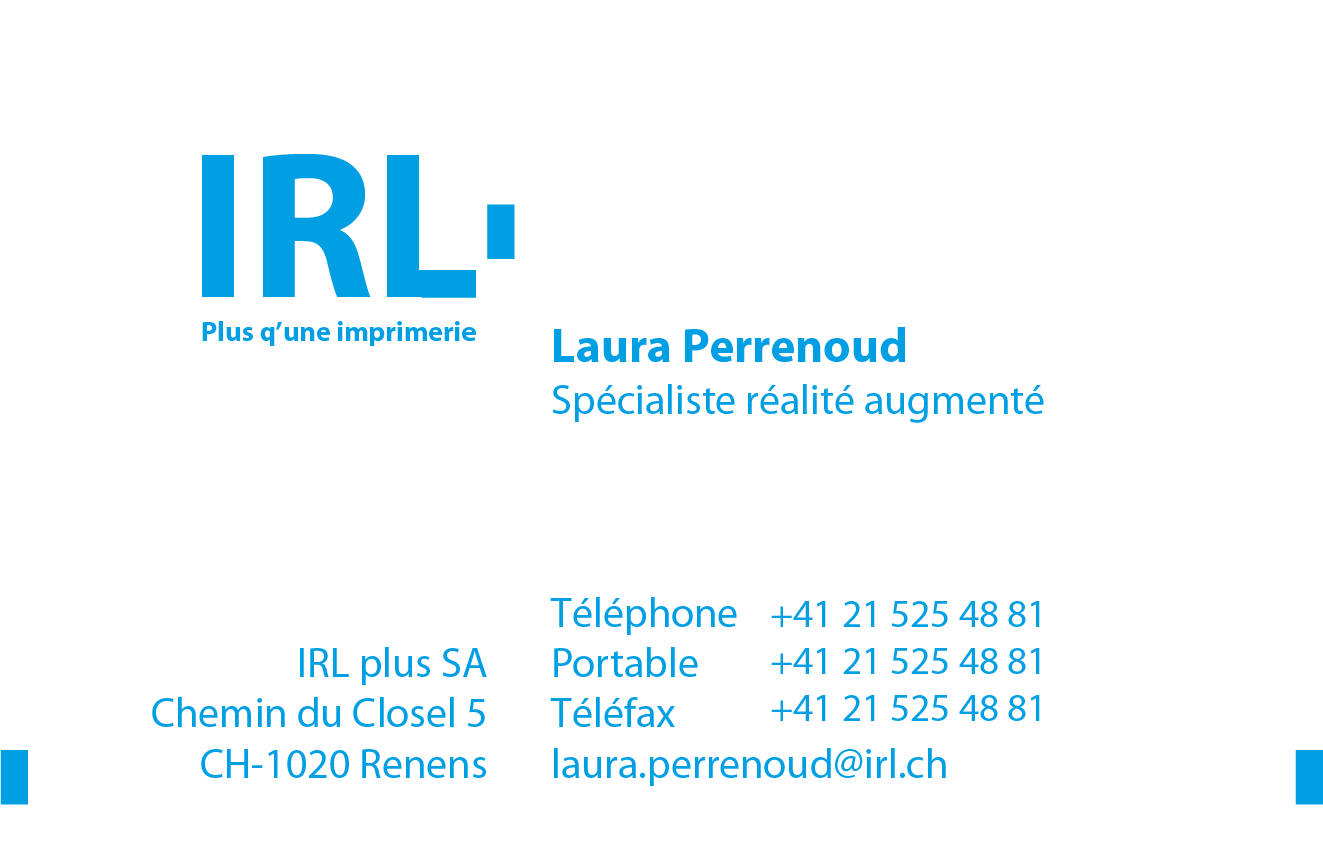 IRL
Plus q’une imprimerie
Laura Perrenoud
Spécialiste réalité augmenté
IRL plus SA
Chemin du Closel 5
CH-1020 Renens
Téléphone +41 21 525 48 81
Portable +41 21 525 48 81
Téléfax +41 21 525 48 81
laura.perrenoud@irl.ch